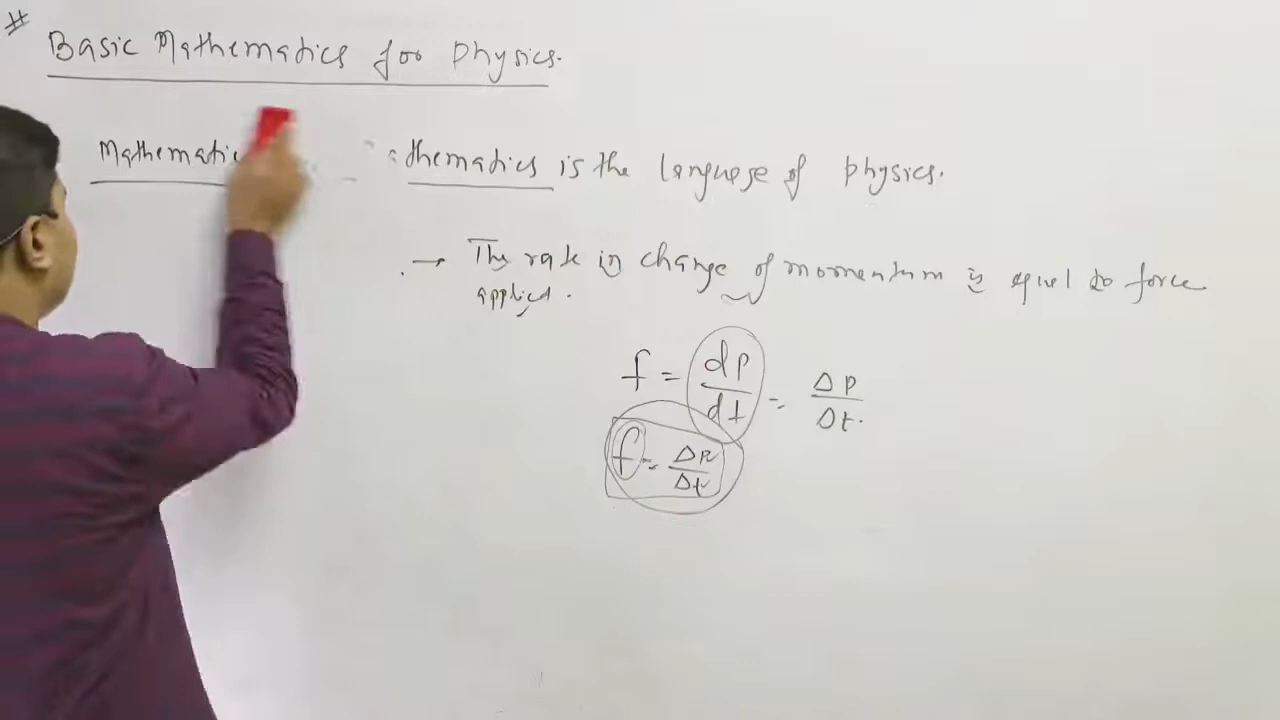 # Basic Mathematics for Physics.
Mathematic athematics is the language of physics.
. → The rate in change of momentum is equal to force
applied.
f = dp/dt = Δp/Δt.
f = Δp/Δt